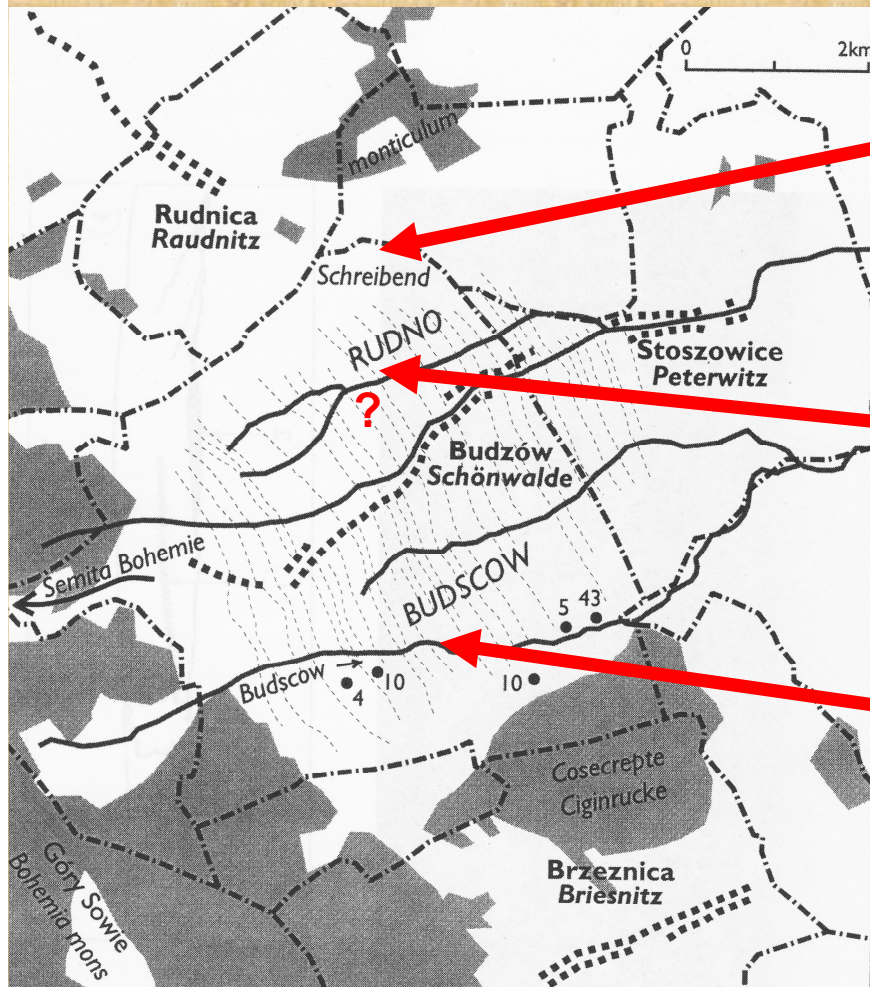 0 2km
monticulum
Rudnica
Raudnitz
Schreibend
RUDNO
Stoszowice
Peterwitz
?
Budzów
Schönwalde
Semita Bohemie
BUDSCOW
5 43
Budscow
4 10
10
Cosecrepte
Ciginrucke
Góry Sowie
Bohemia mons
Brzeznica
Briesnitz